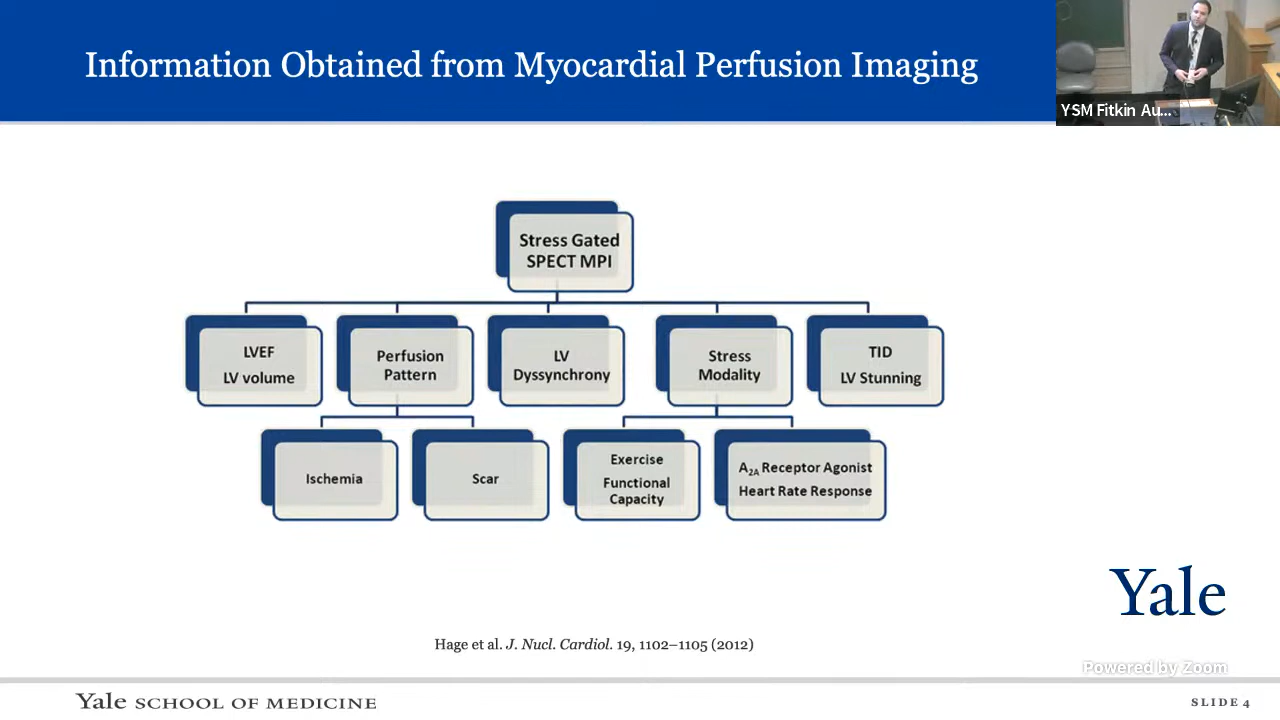 Information Obtained from Myocardial Perfusion Imaging
YSM Fitkin Au...
Stress Gated
SPECT MPI
LVEF
LV volume
Perfusion
Pattern
LV
Dyssynchrony
Stress
Modality
TID
LV Stunning
Ischemia
Scar
Exercise
Functional
Capacity
A2A Receptor Agonist
Heart Rate Response
Yale
Hage et al. J. Nucl. Cardiol. 19, 1102–1105 (2012)
Powered by Zoom
Yale SCHOOL OF MEDICINE
SLIDE 4